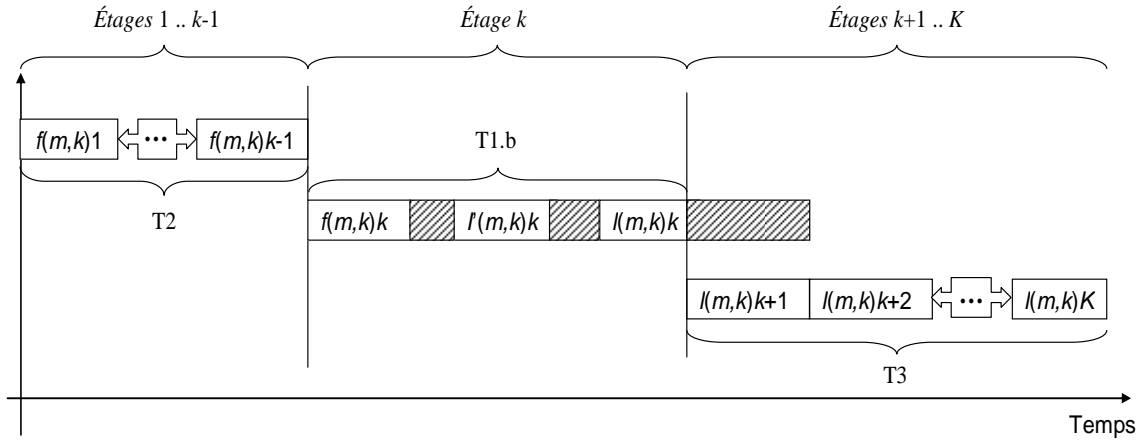 Étages 1 .. k-1
Étage k
Étages k+1 .. K
f(m,k)1 ... f(m,k)k-1
T1.b
T2
f(m,k)k l'(m,k)k l(m,k)k
l(m,k)k+1 l(m,k)k+2 ... l(m,k)K
T3
Temps